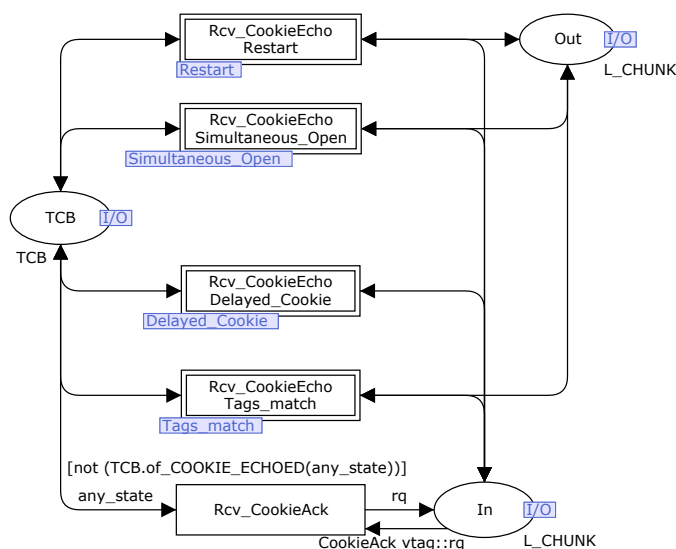 Rcv_CookieEcho
Restart
Restart
Out
I/O
L_CHUNK
Rcv_CookieEcho
Simultaneous_Open
Simultaneous_Open
TCB
I/O
TCB
Rcv_CookieEcho
Delayed_Cookie
Delayed_Cookie
Rcv_CookieEcho
Tags_match
Tags_match
[not (TCB.of_COOKIE_ECHOED(any_state))]
any_state
Rcv_CookieAck
rq
In
I/O
L_CHUNK
CookieAck vtag::rq